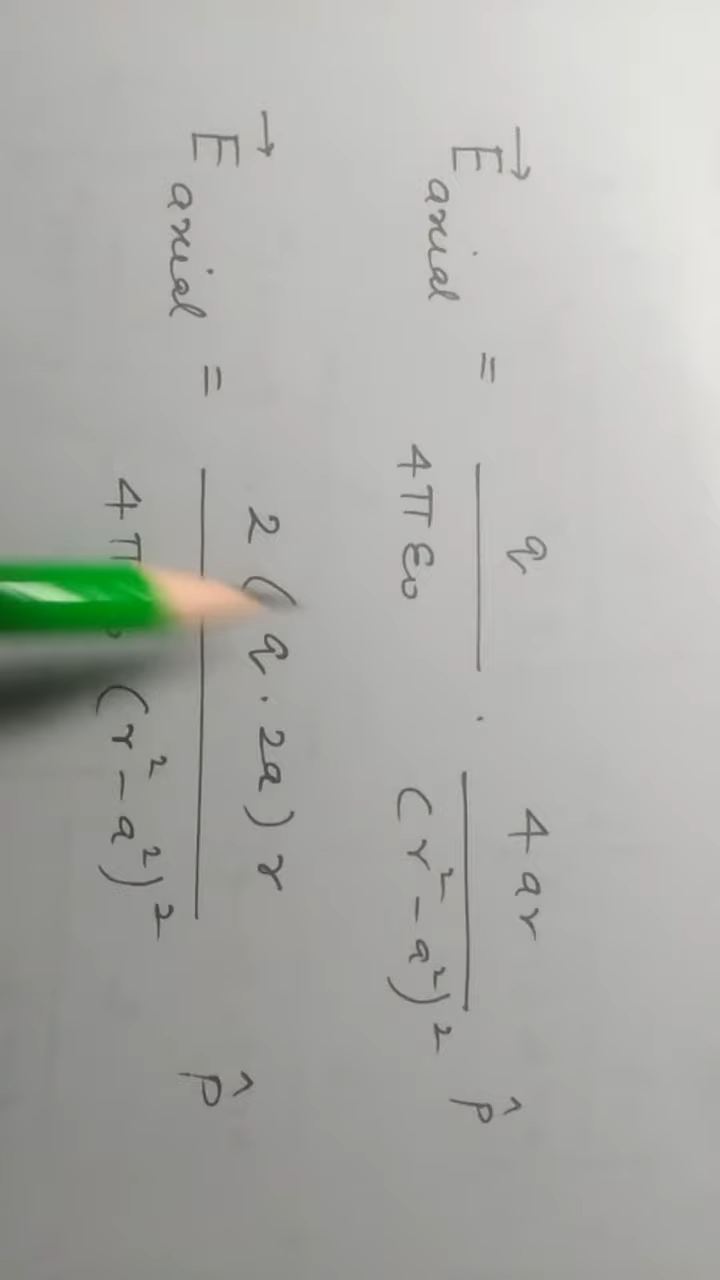 E⃗ axial = q / 4πε₀ · 4ar / (r² - a²)² p̂
E⃗ axial = 2(q·2a)r / 4π (r² - a²)² p̂